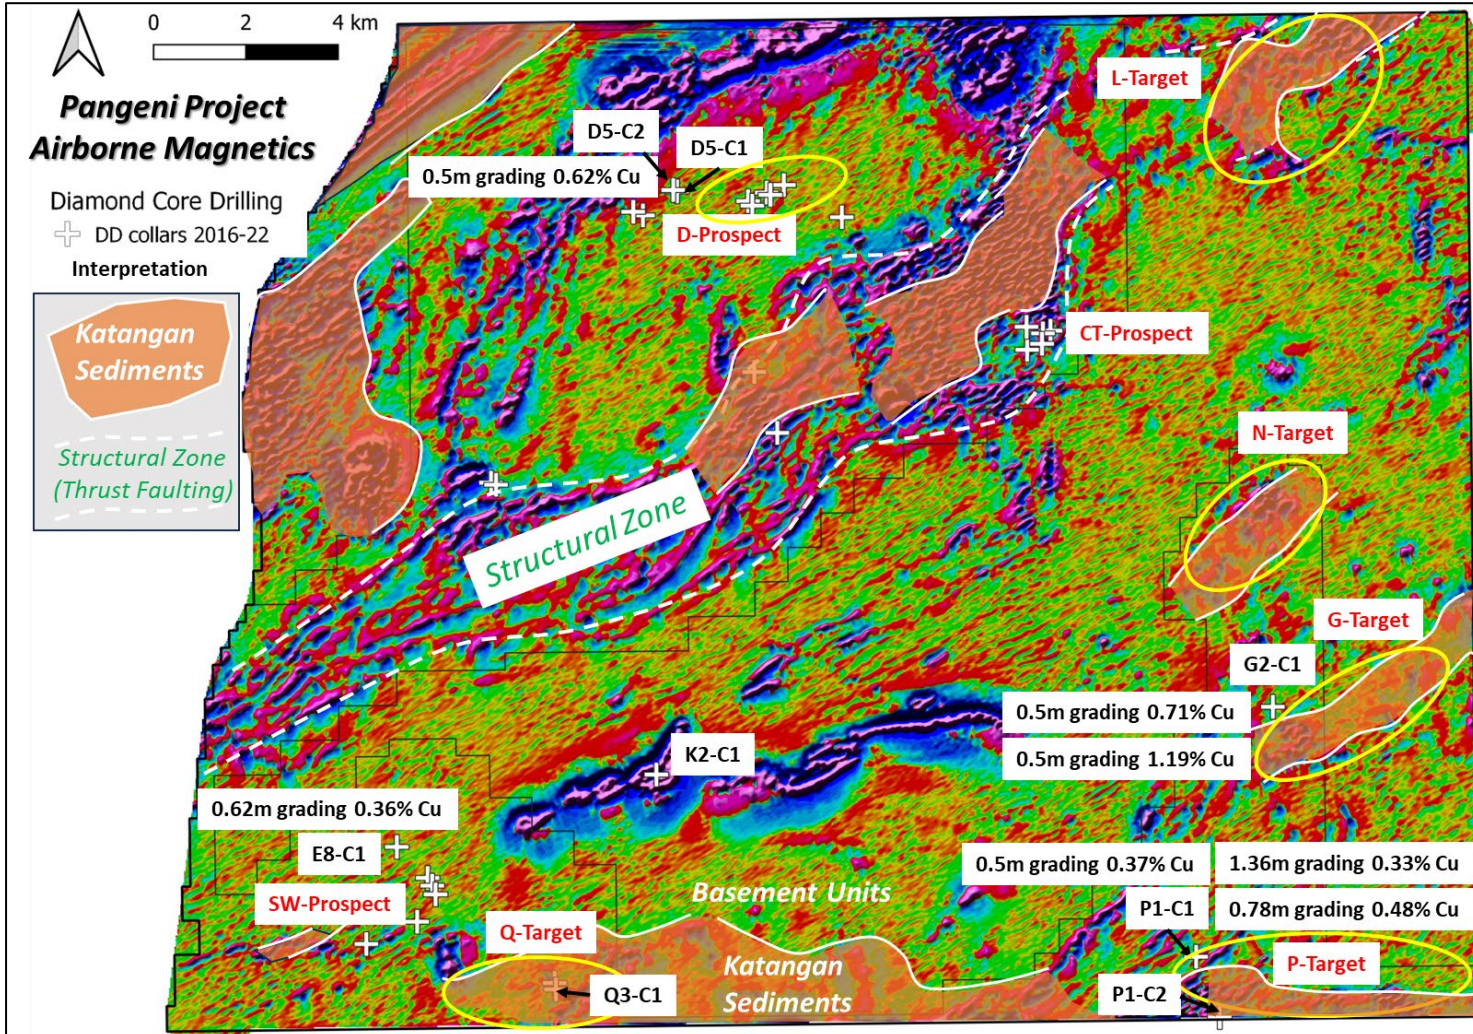 0 2 4 km
Pangeni Project
Airborne Magnetics
Diamond Core Drilling
DD collars 2016-22
Interpretation
Katangan
Sediments
Structural Zone
(Thrust Faulting)
L-Target
D5-C2
D5-C1
0.5m grading 0.62% Cu
D-Prospect
CT-Prospect
N-Target
Structural Zone
G-Target
G2-C1
0.5m grading 0.71% Cu
0.5m grading 1.19% Cu
K2-C1
0.62m grading 0.36% Cu
E8-C1
SW-Prospect
Basement Units
0.5m grading 0.37% Cu
1.36m grading 0.33% Cu
0.78m grading 0.48% Cu
P1-C1
Q-Target
Katangan
Sediments
P-Target
Q3-C1
P1-C2